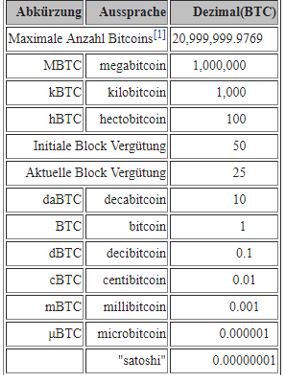 Abkürzung Aussprache Dezimal(BTC)
Maximale Anzahl Bitcoins[1] 20,999,999.9769
MBTC megabitcoin 1,000,000
kBTC kilobitcoin 1,000
hBTC hectobitcoin 100
Initiale Block Vergütung 50
Aktuelle Block Vergütung 25
daBTC decabitcoin 10
BTC bitcoin 1
dBTC decibitcoin 0.1
cBTC centibitcoin 0.01
mBTC millibitcoin 0.001
µBTC microbitcoin 0.000001
"satoshi" 0.00000001